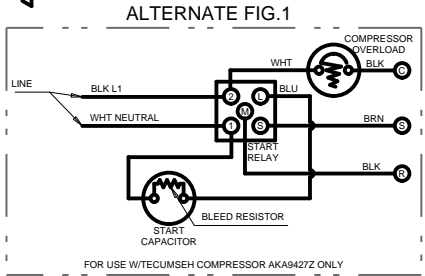 ALTERNATE FIG.1
COMPRESSOR
OVERLOAD
WHT
BLK
C
LINE
BLK L1
2
L
BLU
M
WHT NEUTRAL
1
S
BRN
S
START
RELAY
BLK
R
BLEED RESISTOR
START
CAPACITOR
FOR USE W/TECUMSEH COMPRESSOR AKA9427Z ONLY